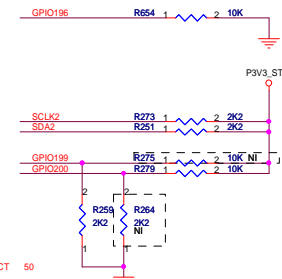 GPIO196 R654 1 2 10K
P3V3_ST
SCLK2 R273 1 2 2K2
SDA2 R251 1 2 2K2
GPIO199 R275 1 2 10K NI
GPIO200 R279 1 2 10K
2 2
R259 R264
2K2 2K2
NI
1 1
CT 50